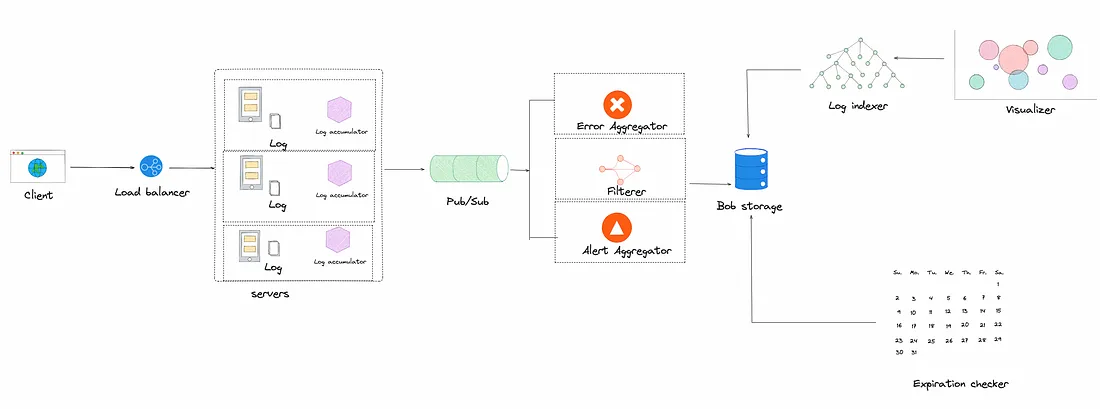 Client
Load balancer
Log
Log accumulator
Log
Log accumulator
Log
Log accumulator
servers
Pub/Sub
Error Aggregator
Filterer
Alert Aggregator
Bob storage
Log indexer
Visualizer
Su. Mo. Tu. We. Th. Fr. Sa.
1
2 3 4 5 6 7 8
9 10 11 12 13 14 15
16 17 18 19 20 21 22
23 24 25 26 27 28 29
30 31
Expiration checker